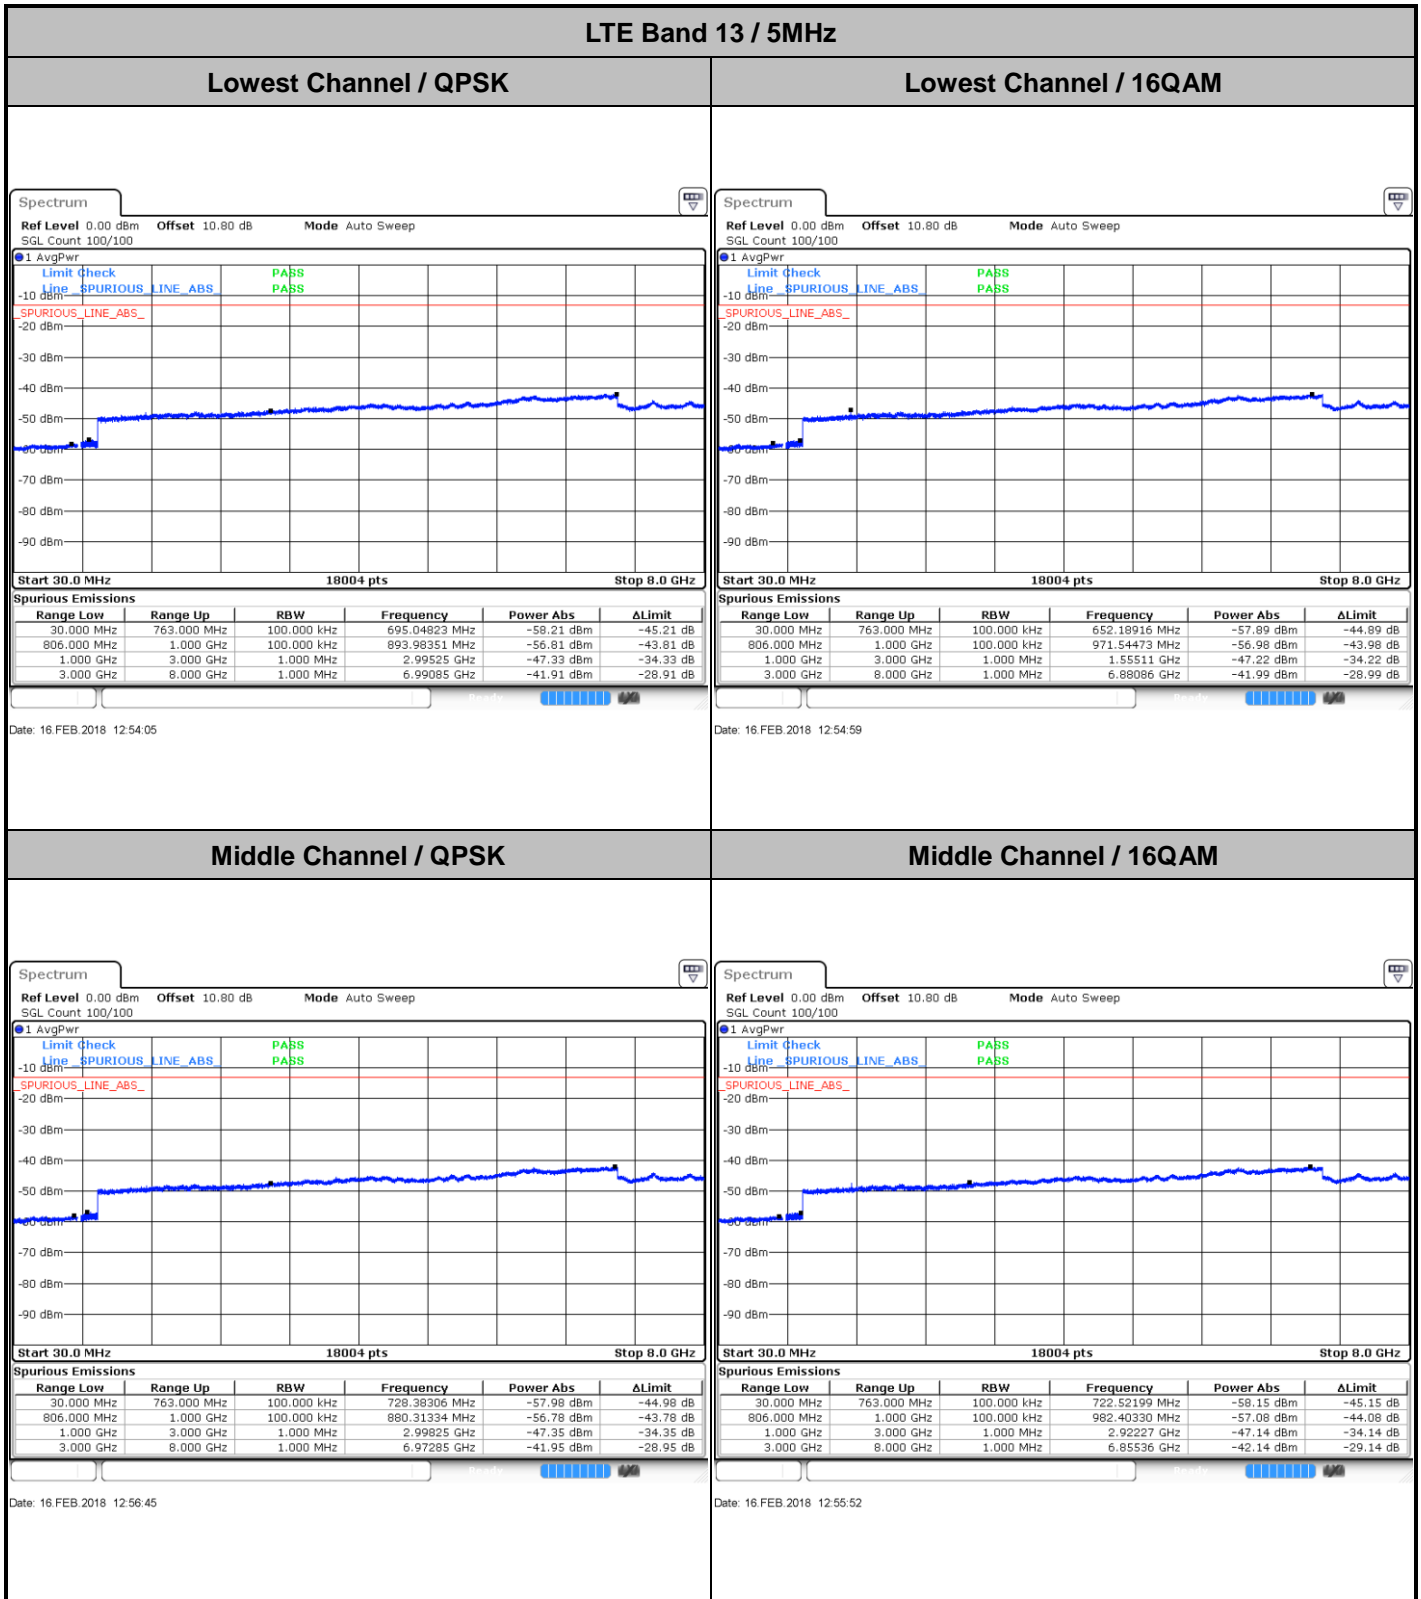 LTE Band 13 / 5MHz
Lowest Channel / QPSK
Lowest Channel / 16QAM
Spectrum
Ref Level 0.00 dBm Offset 10.80 dB Mode Auto Sweep
SGL Count 100/100
1 AvgPwr
Limit Check PASS
Line _SPURIOUS_LINE_ABS_ PASS
-10 dBm
_SPURIOUS_LINE_ABS_
-20 dBm
-30 dBm
-40 dBm
-50 dBm
-60 dBm
-70 dBm
-80 dBm
-90 dBm
Start 30.0 MHz 18004 pts Stop 8.0 GHz
Spurious Emissions
Range Low Range Up RBW Frequency Power Abs ΔLimit
30.000 MHz 763.000 MHz 100.000 kHz 695.04823 MHz -58.21 dBm -45.21 dB
806.000 MHz 1.000 GHz 100.000 kHz 893.98351 MHz -56.81 dBm -43.81 dB
1.000 GHz 3.000 GHz 1.000 MHz 2.99525 GHz -47.33 dBm -34.33 dB
3.000 GHz 8.000 GHz 1.000 MHz 6.99085 GHz -41.91 dBm -28.91 dB
Ready
Date: 16.FEB.2018 12:54:05
Spectrum
Ref Level 0.00 dBm Offset 10.80 dB Mode Auto Sweep
SGL Count 100/100
1 AvgPwr
Limit Check PASS
Line _SPURIOUS_LINE_ABS_ PASS
-10 dBm
_SPURIOUS_LINE_ABS_
-20 dBm
-30 dBm
-40 dBm
-50 dBm
-60 dBm
-70 dBm
-80 dBm
-90 dBm
Start 30.0 MHz 18004 pts Stop 8.0 GHz
Spurious Emissions
Range Low Range Up RBW Frequency Power Abs ΔLimit
30.000 MHz 763.000 MHz 100.000 kHz 652.18916 MHz -57.89 dBm -44.89 dB
806.000 MHz 1.000 GHz 100.000 kHz 971.54473 MHz -56.98 dBm -43.98 dB
1.000 GHz 3.000 GHz 1.000 MHz 1.55511 GHz -47.22 dBm -34.22 dB
3.000 GHz 8.000 GHz 1.000 MHz 6.88086 GHz -41.99 dBm -28.99 dB
Ready
Date: 16.FEB.2018 12:54:59
Middle Channel / QPSK
Middle Channel / 16QAM
Spectrum
Ref Level 0.00 dBm Offset 10.80 dB Mode Auto Sweep
SGL Count 100/100
1 AvgPwr
Limit Check PASS
Line _SPURIOUS_LINE_ABS_ PASS
-10 dBm
_SPURIOUS_LINE_ABS_
-20 dBm
-30 dBm
-40 dBm
-50 dBm
-60 dBm
-70 dBm
-80 dBm
-90 dBm
Start 30.0 MHz 18004 pts Stop 8.0 GHz
Spurious Emissions
Range Low Range Up RBW Frequency Power Abs ΔLimit
30.000 MHz 763.000 MHz 100.000 kHz 728.38306 MHz -57.98 dBm -44.98 dB
806.000 MHz 1.000 GHz 100.000 kHz 880.31334 MHz -56.78 dBm -43.78 dB
1.000 GHz 3.000 GHz 1.000 MHz 2.99825 GHz -47.35 dBm -34.35 dB
3.000 GHz 8.000 GHz 1.000 MHz 6.97285 GHz -41.95 dBm -28.95 dB
Ready
Date: 16.FEB.2018 12:56:45
Spectrum
Ref Level 0.00 dBm Offset 10.80 dB Mode Auto Sweep
SGL Count 100/100
1 AvgPwr
Limit Check PASS
Line _SPURIOUS_LINE_ABS_ PASS
-10 dBm
_SPURIOUS_LINE_ABS_
-20 dBm
-30 dBm
-40 dBm
-50 dBm
-60 dBm
-70 dBm
-80 dBm
-90 dBm
Start 30.0 MHz 18004 pts Stop 8.0 GHz
Spurious Emissions
Range Low Range Up RBW Frequency Power Abs ΔLimit
30.000 MHz 763.000 MHz 100.000 kHz 722.52199 MHz -58.15 dBm -45.15 dB
806.000 MHz 1.000 GHz 100.000 kHz 982.40330 MHz -57.08 dBm -44.08 dB
1.000 GHz 3.000 GHz 1.000 MHz 2.92227 GHz -47.14 dBm -34.14 dB
3.000 GHz 8.000 GHz 1.000 MHz 6.85536 GHz -42.14 dBm -29.14 dB
Ready
Date: 16.FEB.2018 12:55:52